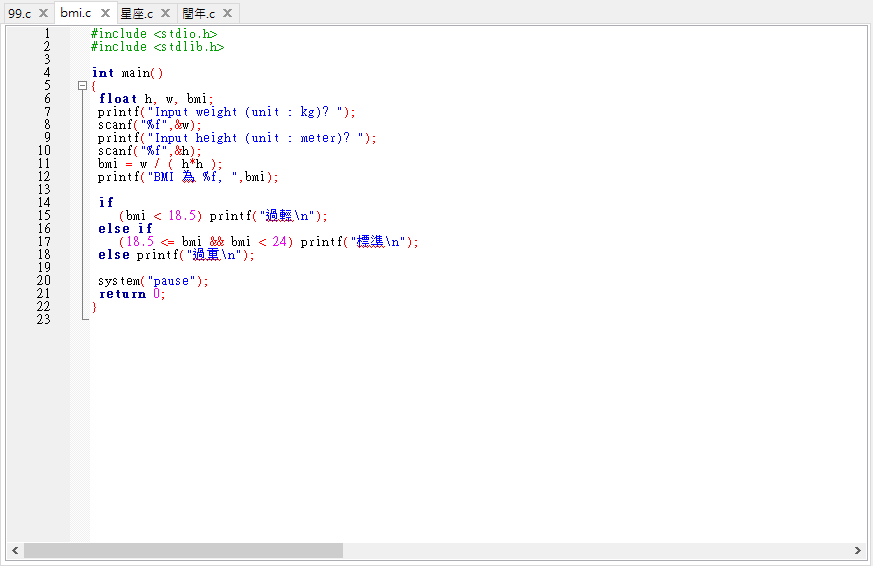 99.c bmi.c 星座.c 閏年.c
1 #include <stdio.h>
2 #include <stdlib.h>
3
4 int main()
5 {
6 float h, w, bmi;
7 printf("Input weight (unit : kg)? ");
8 scanf("%f",&w);
9 printf("Input height (unit : meter)? ");
10 scanf("%f",&h);
11 bmi = w / ( h*h );
12 printf("BMI 為 %f, ",bmi);
13
14 if
15 (bmi < 18.5) printf("過輕\n");
16 else if
17 (18.5 <= bmi && bmi < 24) printf("標準\n");
18 else printf("過重\n");
19
20 system("pause");
21 return 0;
22 }
23